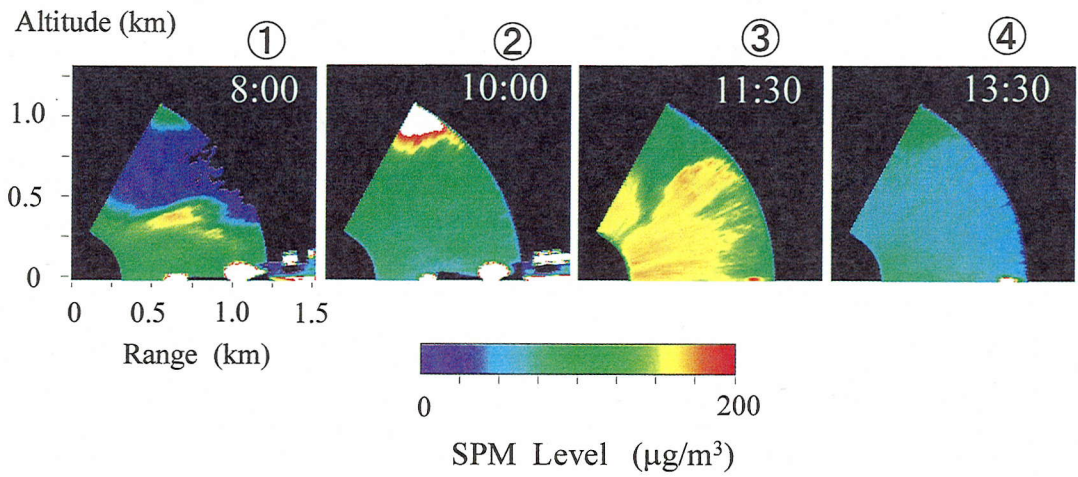 Altitude (km)
① ② ③ ④
8:00 10:00 11:30 13:30
1.0
0.5
0
0 0.5 1.0 1.5
Range (km)
0 200
SPM Level (μg/m³)